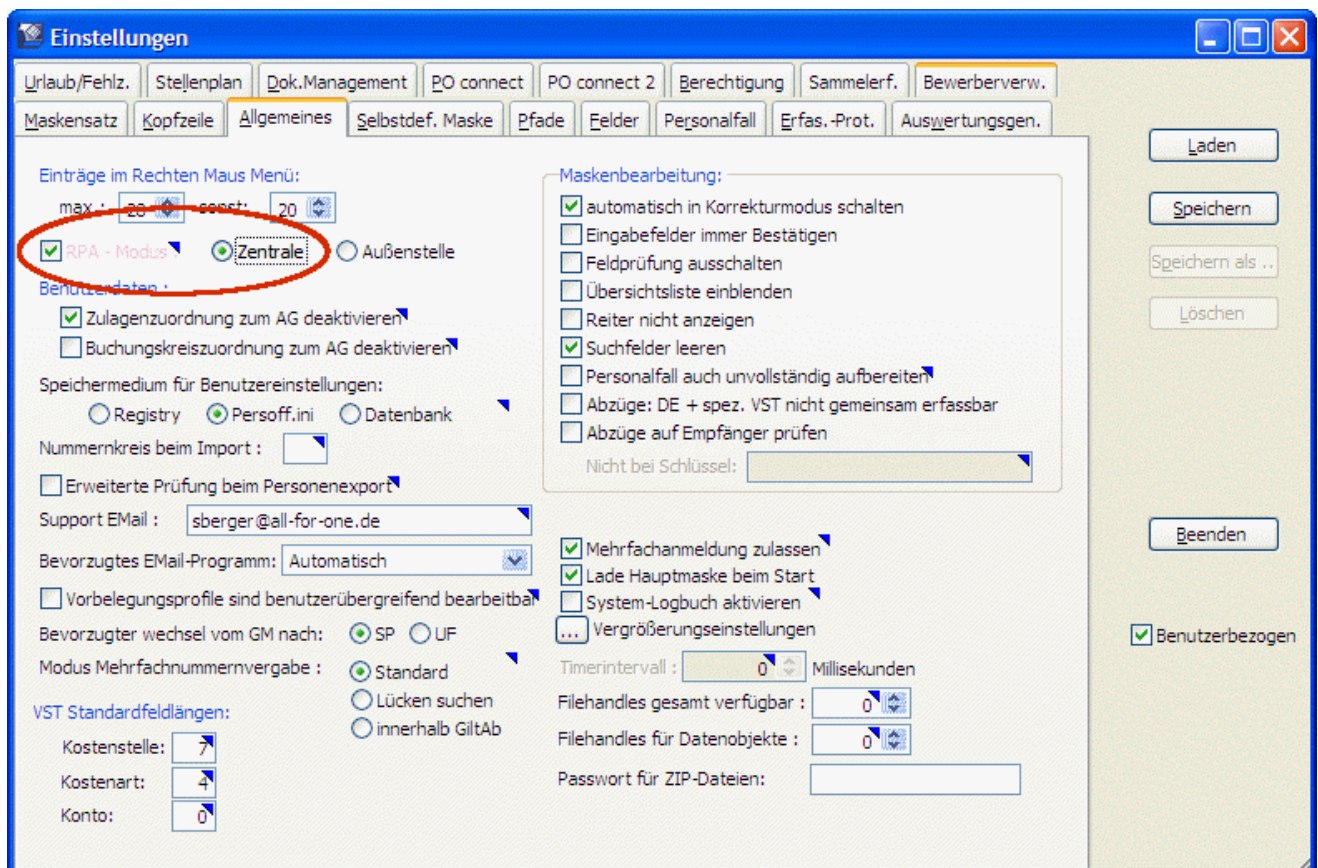 Einstellungen
Urlaub/Fehlz. Stellenplan Dok.Management PO connect PO connect 2 Berechtigung Sammelerf. Bewerberverw.
Maskensatz Kopfzeile Allgemeines Selbstdef. Maske Pfade Felder Personalfall Erfas.-Prot. Auswertungsgen.
Einträge im Rechten Maus Menü:
max.: 20 const: 20
RPA - Modus : Zentrale Außenstelle
Benutzerdaten :
Zulagenzuordnung zum AG deaktivieren
Buchungskreiszuordnung zum AG deaktivieren
Speichermedium für Benutzereinstellungen:
Registry Persoff.ini Datenbank
Nummernkreis beim Import :
Erweiterte Prüfung beim Personenexport
Support EMail : sberger@all-for-one.de
Bevorzugtes EMail-Programm: Automatisch
Vorbelegungsprofile sind benutzerübergreifend bearbeitbar
Bevorzugter wechsel vom GM nach: SP UF
Modus Mehrfachnummernvergabe : Standard
Lücken suchen
innerhalb GiltAb
VST Standardfeldlängen:
Kostenstelle: 7
Kostenart: 4
Konto: 0
Maskenbearbeitung:
automatisch in Korrekturmodus schalten
Eingabefelder immer Bestätigen
Feldprüfung ausschalten
Übersichtsliste einblenden
Reiter nicht anzeigen
Suchfelder leeren
Personalfall auch unvollständig aufbereiten
Abzüge: DE + spez. VST nicht gemeinsam erfassbar
Abzüge auf Empfänger prüfen
Nicht bei Schlüssel:
Mehrfachanmeldung zulassen
Lade Hauptmaske beim Start
System-Logbuch aktivieren
... Vergrößerungseinstellungen
Timerintervall : 0 Millisekunden
Filehandles gesamt verfügbar : 0
Filehandles für Datenobjekte : 0
Passwort für ZIP-Dateien:
Laden
Speichern
Speichern als ..
Löschen
Beenden
Benutzerbezogen